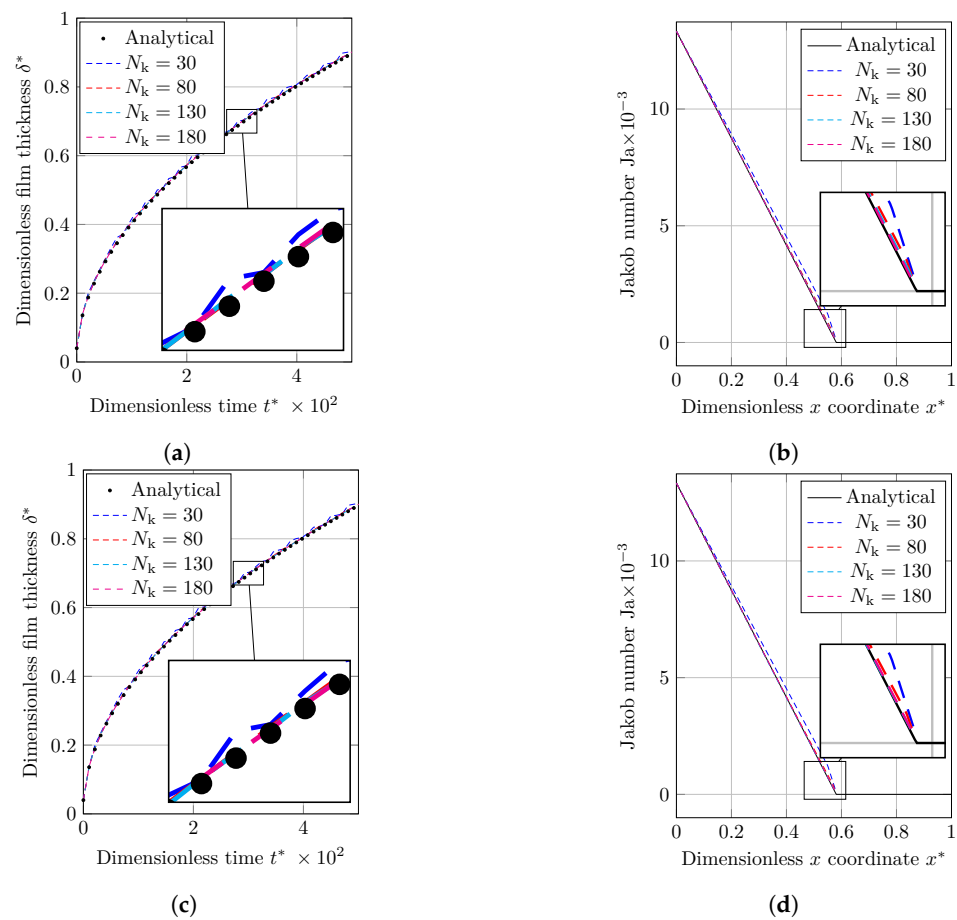 Dimensionless film thickness δ*
1
0.8
0.6
0.4
0.2
0
Analytical
N_k = 30
N_k = 80
N_k = 130
N_k = 180
0 2 4
Dimensionless time t* ×10²
(a)
Jakob number Ja×10⁻³
10
5
0
Analytical
N_k = 30
N_k = 80
N_k = 130
N_k = 180
0 0.2 0.4 0.6 0.8 1
Dimensionless x coordinate x*
(b)
Dimensionless film thickness δ*
1
0.8
0.6
0.4
0.2
0
Analytical
N_k = 30
N_k = 80
N_k = 130
N_k = 180
0 2 4
Dimensionless time t* ×10²
(c)
Jakob number Ja×10⁻³
10
5
0
Analytical
N_k = 30
N_k = 80
N_k = 130
N_k = 180
0 0.2 0.4 0.6 0.8 1
Dimensionless x coordinate x*
(d)